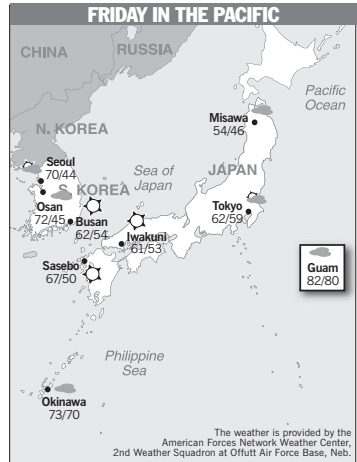 FRIDAY IN THE PACIFIC
CHINA
RUSSIA
Pacific
Ocean
Misawa
54/46
N. KOREA
Seoul
70/44
Sea of
Japan
JAPAN
S. KOREA
Osan
72/45
Busan
62/54
Tokyo
62/59
Iwakuni
61/53
Sasebo
67/50
Guam
82/80
Philippine
Sea
Okinawa
73/70
The weather is provided by the
American Forces Network Weather Center,
2nd Weather Squadron at Offutt Air Force Base, Neb.